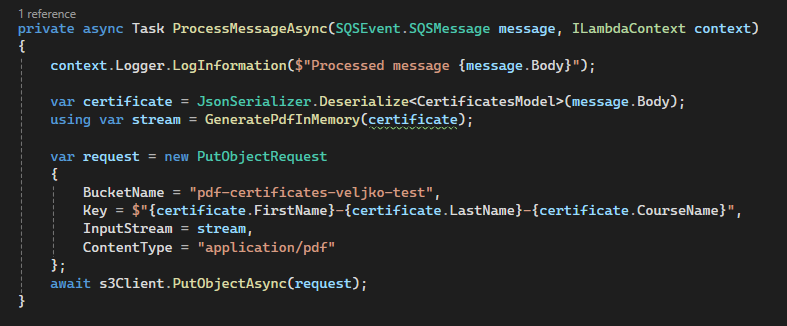 1 reference
private async Task ProcessMessageAsync(SQSEvent.SQSMessage message, ILambdaContext context)
{
    context.Logger.LogInformation($"Processed message {message.Body}");

    var certificate = JsonSerializer.Deserialize<CertificatesModel>(message.Body);
    using var stream = GeneratePdfInMemory(certificate);

    var request = new PutObjectRequest
    {
        BucketName = "pdf-certificates-veljko-test",
        Key = $"{certificate.FirstName}-{certificate.LastName}-{certificate.CourseName}",
        InputStream = stream,
        ContentType = "application/pdf"
    };
    await s3Client.PutObjectAsync(request);
}